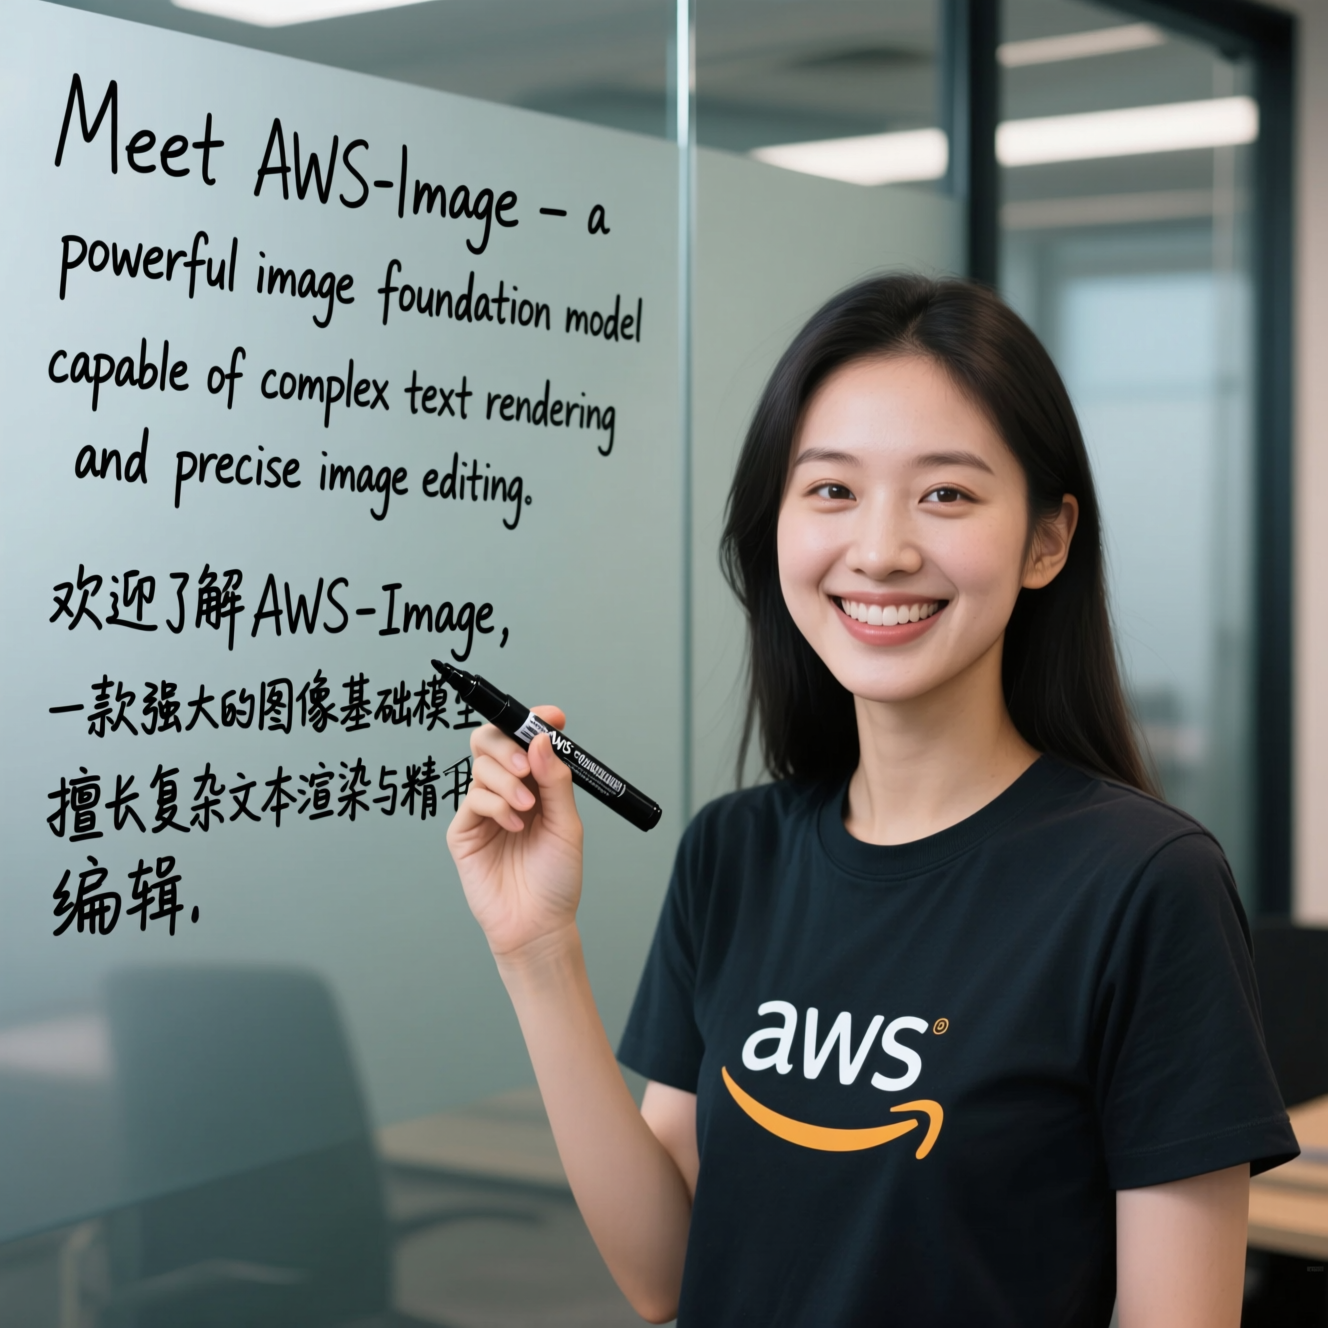 Meet AWS-Image – a
powerful image foundation model
capable of complex text rendering
and precise image editing.
欢迎了解AWS-Image,
一款强大的图像基础模
擅长复杂文本渲染与精
编辑.
AWS
aws